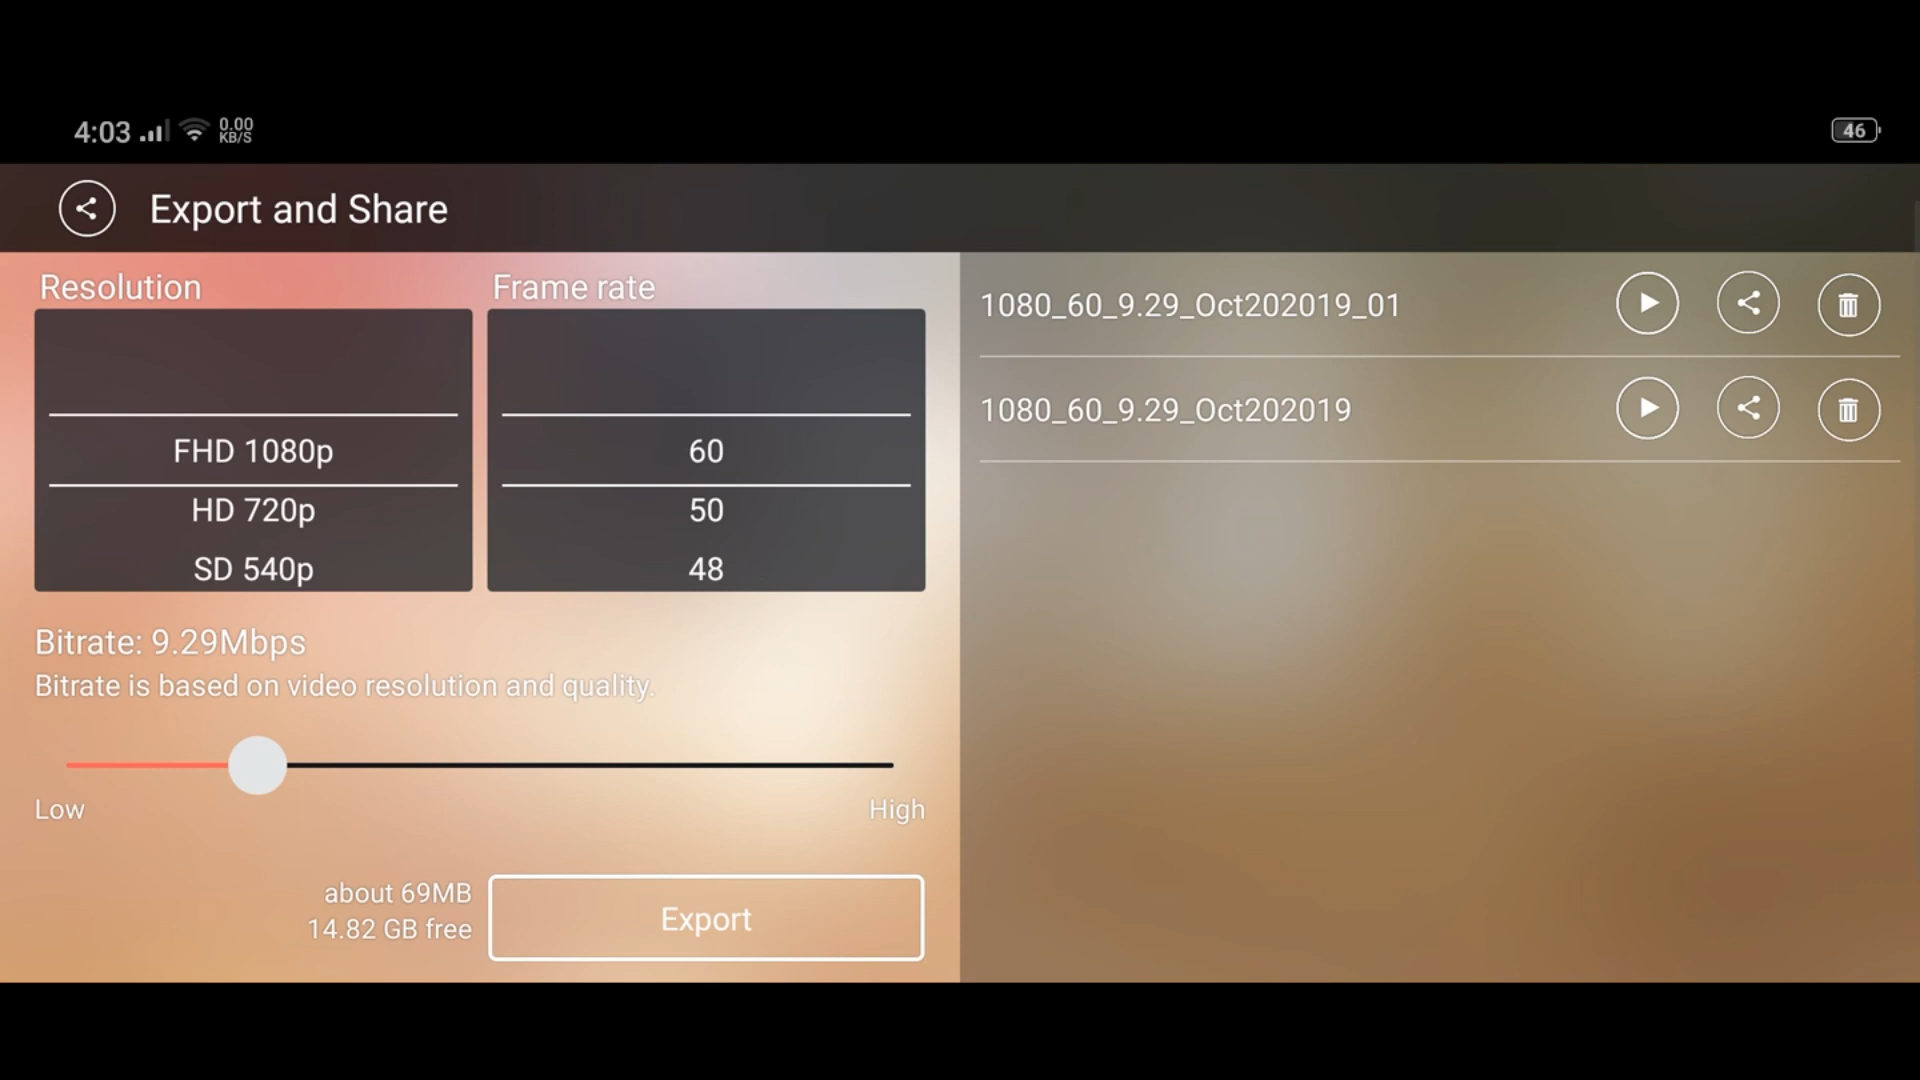 4:03 0.00 KB/S 46
Export and Share
Resolution
Frame rate
FHD 1080p
HD 720p
SD 540p
60
50
48
Bitrate: 9.29Mbps
Bitrate is based on video resolution and quality.
Low
High
about 69MB
14.82 GB free
Export
1080_60_9.29_Oct202019_01
1080_60_9.29_Oct202019